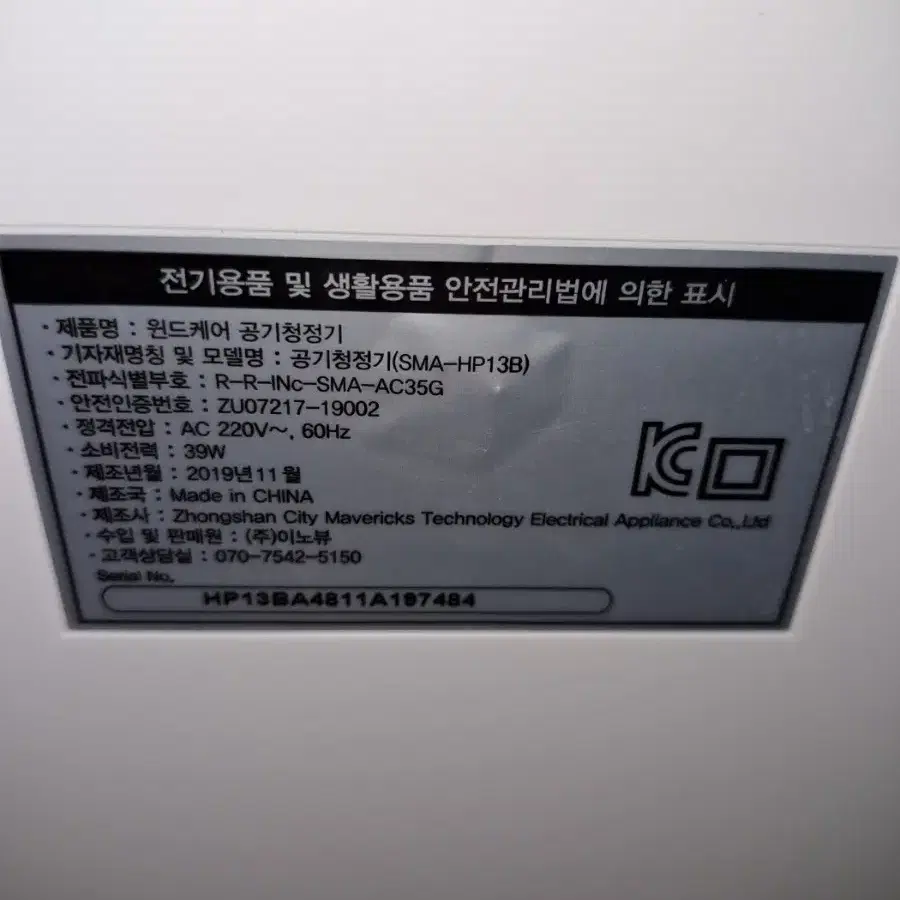 전기용품 및 생활용품 안전관리법에 의한 표시
· 제품명 : 윈드케어 공기청정기
· 기자재명칭 및 모델명 : 공기청정기(SMA-HP13B)
· 전파식별부호 : R-R-INc-SMA-AC35G
· 안전인증번호 : ZU07217-19002
· 정격전압 : AC 220V~, 60Hz
· 소비전력 : 39W
· 제조년월 : 2019년11월
· 제조국 : Made in CHINA
· 제조사 : Zhongshan City Mavericks Technology Electrical Appliance Co.,Ltd
· 수입 및 판매원 : (주)이노뷰
· 고객상담실 : 070-7542-5150
Serial No.
HP13BA4811A197484
KC